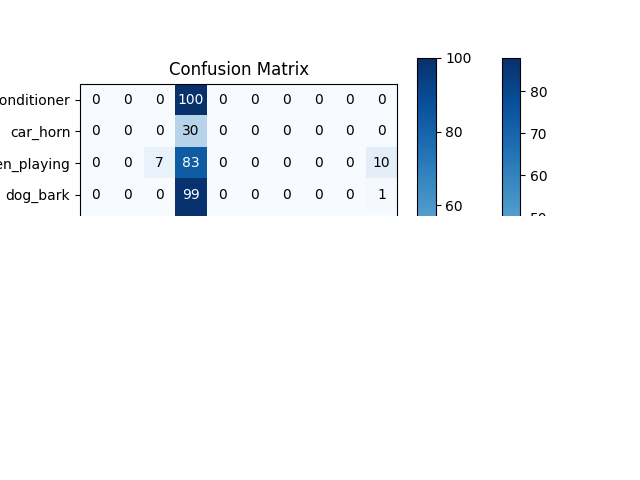 Confusion Matrix
onditioner 0 0 0 100 0 0 0 0 0 0
car_horn 0 0 0 30 0 0 0 0 0 0
en_playing 0 0 7 83 0 0 0 0 0 10
dog_bark 0 0 0 99 0 0 0 0 0 1
100
80
60
80
70
60